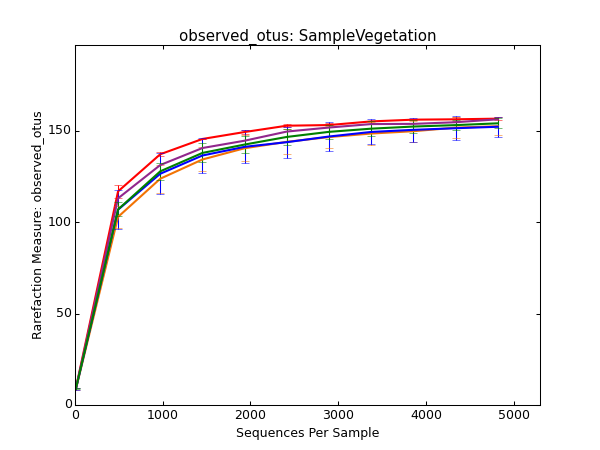 observed_otus: SampleVegetation
Rarefaction Measure: observed_otus
150
100
50
0
0 1000 2000 3000 4000 5000
Sequences Per Sample